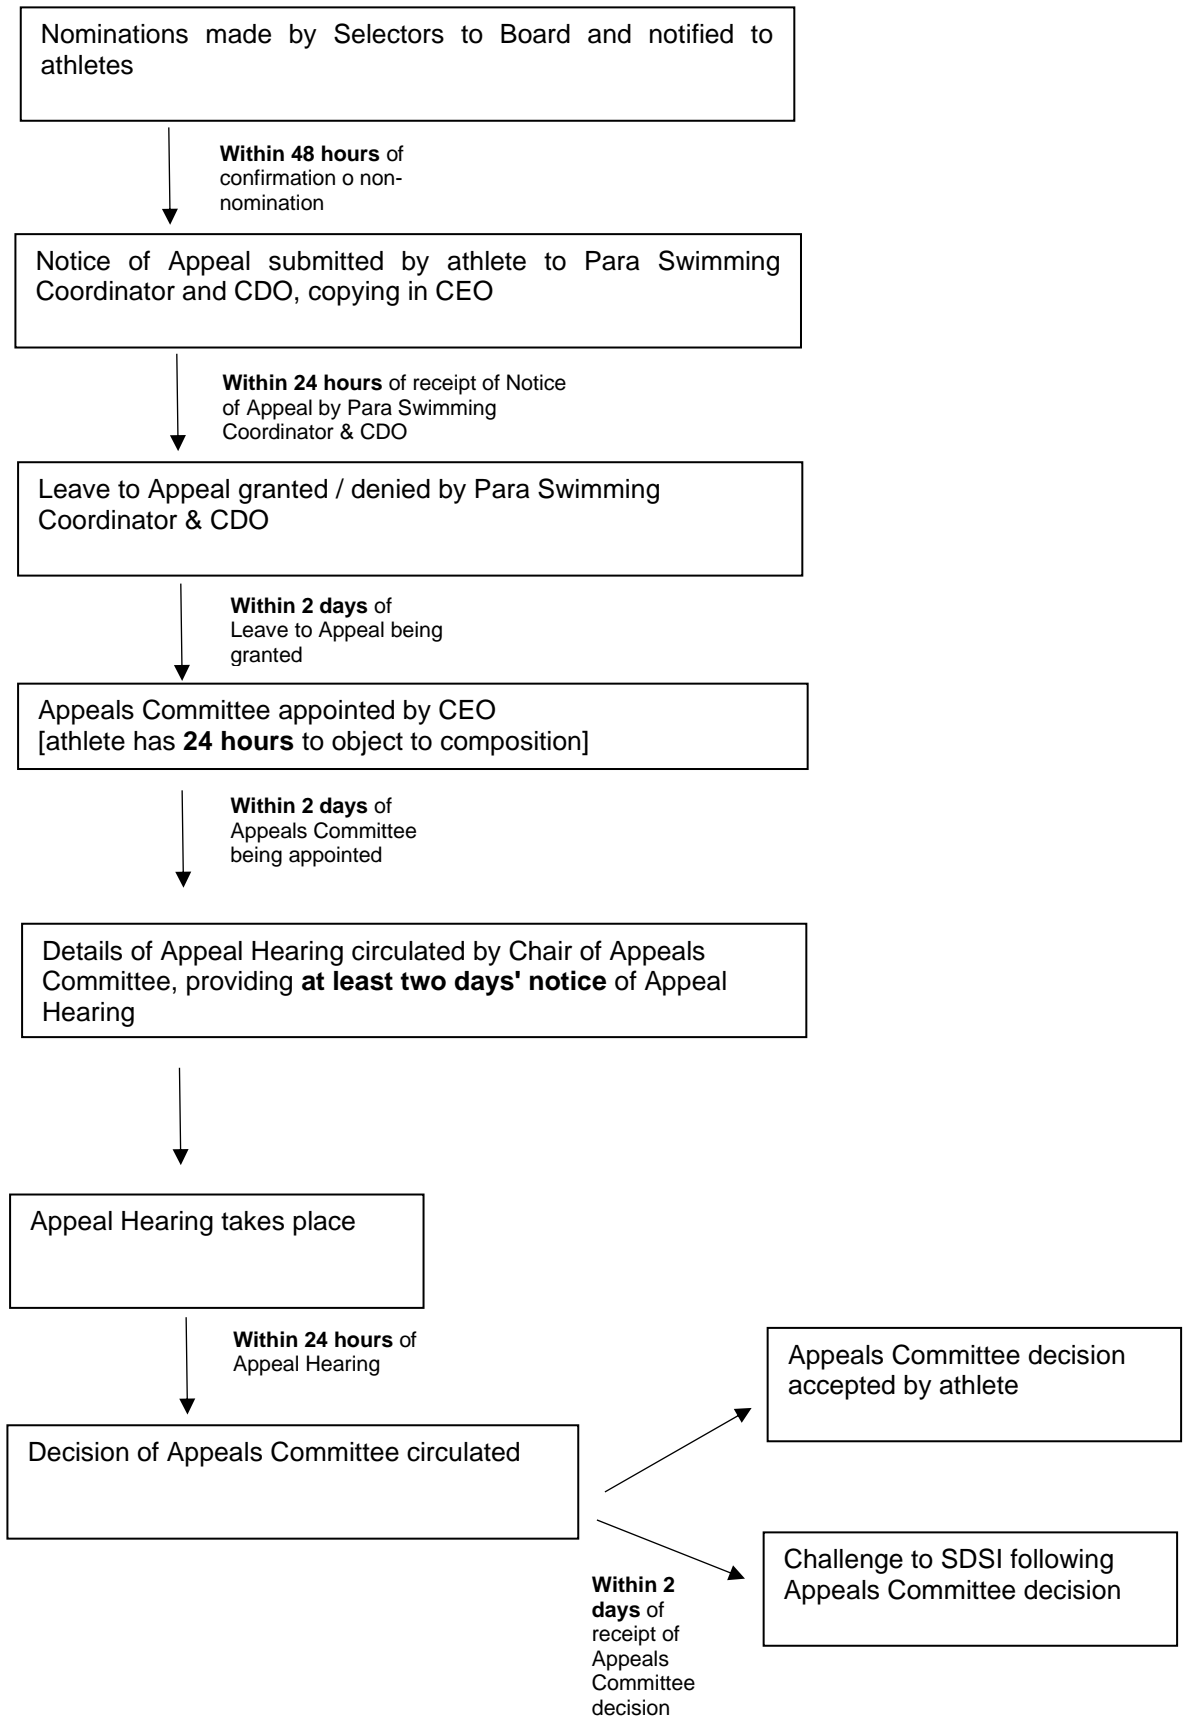 Nominations made by Selectors to Board and notified to
athletes
Within 48 hours of
confirmation o non-
nomination
Notice of Appeal submitted by athlete to Para Swimming
Coordinator and CDO, copying in CEO
Within 24 hours of receipt of Notice
of Appeal by Para Swimming
Coordinator & CDO
Leave to Appeal granted / denied by Para Swimming
Coordinator & CDO
Within 2 days of
Leave to Appeal being
granted
Appeals Committee appointed by CEO
[athlete has 24 hours to object to composition]
Within 2 days of
Appeals Committee
being appointed
Details of Appeal Hearing circulated by Chair of Appeals
Committee, providing at least two days' notice of Appeal
Hearing
Appeal Hearing takes place
Within 24 hours of
Appeal Hearing
Decision of Appeals Committee circulated
Appeals Committee decision
accepted by athlete
Within 2
days of
receipt of
Appeals
Committee
decision
Challenge to SDSI following
Appeals Committee decision